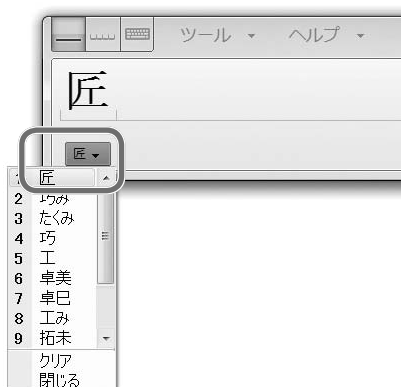 ツール ヘルプ
匠
匠
1 匠
2 巧み
3 たくみ
4 巧
5 工
6 卓美
7 卓巳
8 工み
9 拓未
クリア
閉じる